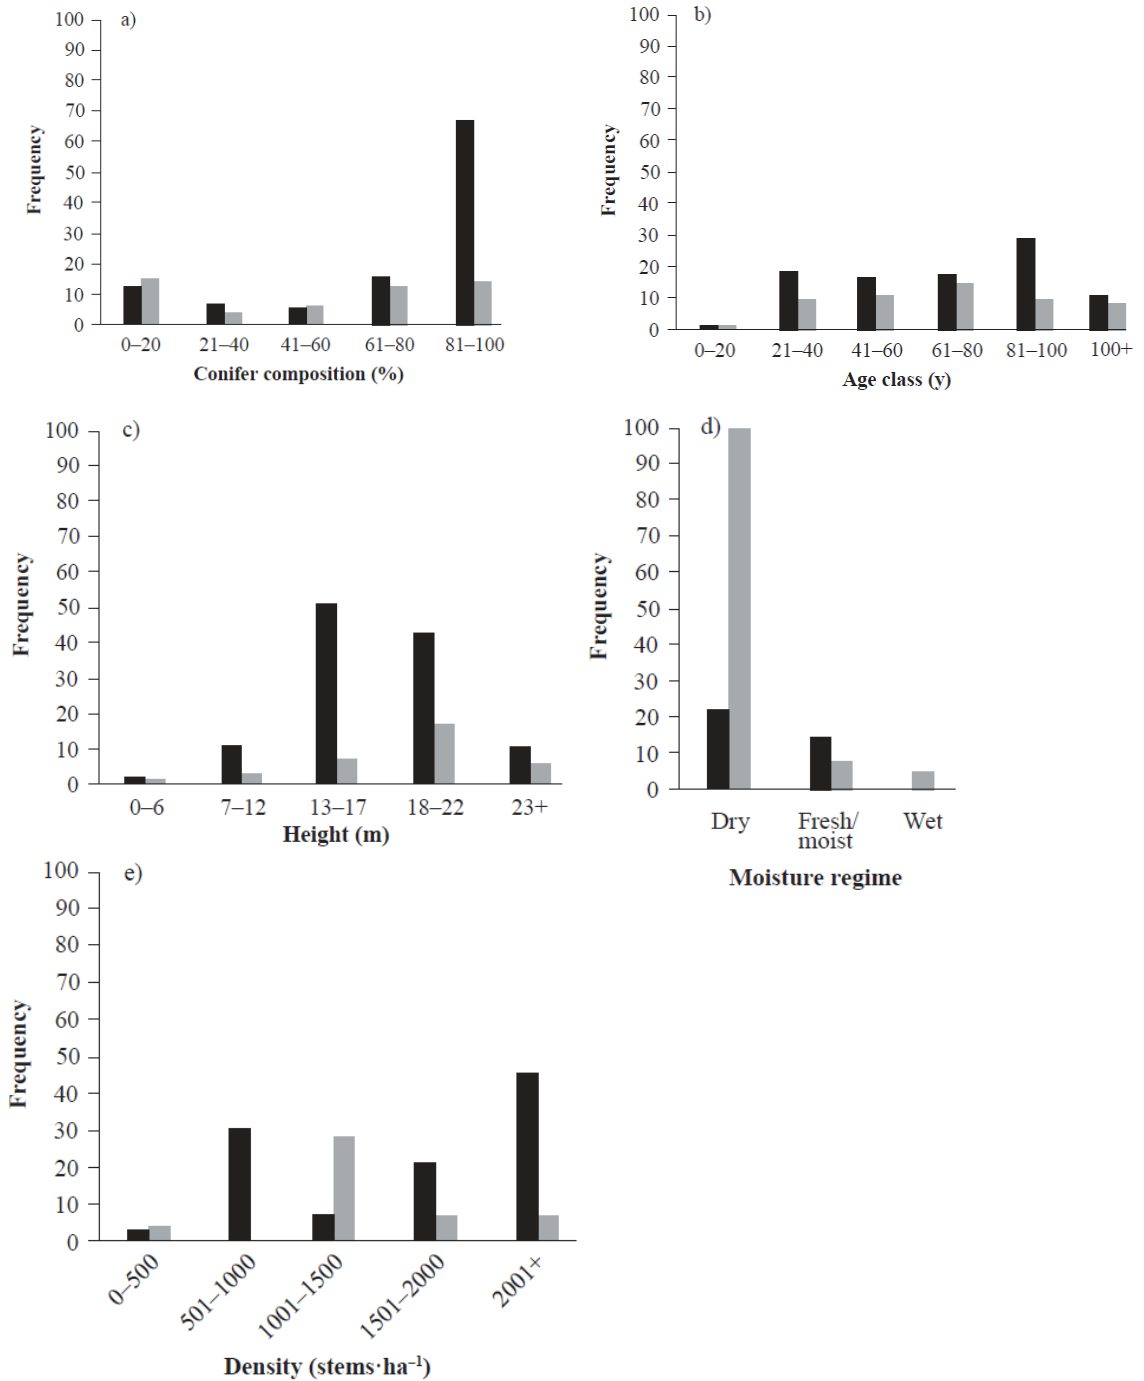 a)
100
90
80
70
60
50
40
30
20
10
0
Frequency
0–20 21–40 41–60 61–80 81–100
Conifer composition (%)
b)
100
90
80
70
60
50
40
30
20
10
0
Frequency
0–20 21–40 41–60 61–80 81–100 100+
Age class (y)
c)
100
90
80
70
60
50
40
30
20
10
0
Frequency
0–6 7–12 13–17 18–22 23+
Height (m)
d)
100
90
80
70
60
50
40
30
20
10
0
Frequency
Dry Fresh/ Wet
moist
Moisture regime
e)
100
90
80
70
60
50
40
30
20
10
0
Frequency
0–500 501–1000 1001–1500 1501–2000 2001+
Density (stems·ha⁻¹)